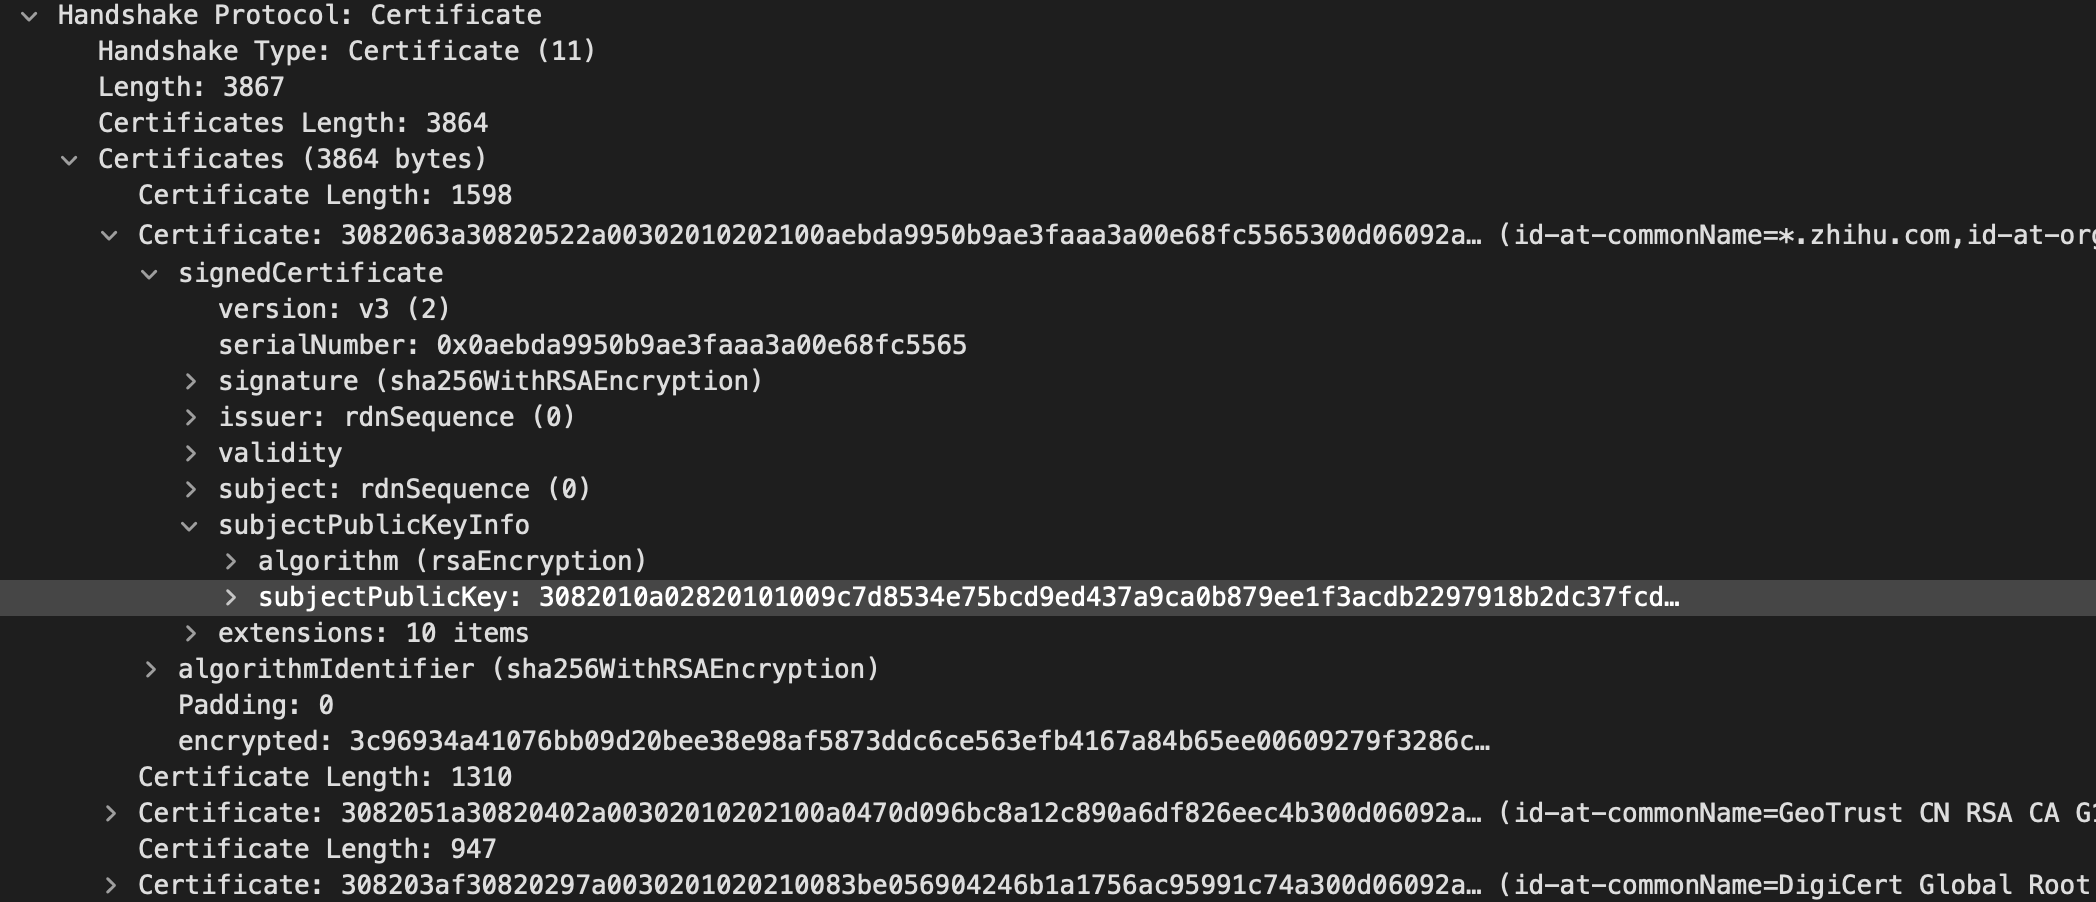 Handshake Protocol: Certificate
Handshake Type: Certificate (11)
Length: 3867
Certificates Length: 3864
Certificates (3864 bytes)
Certificate Length: 1598
Certificate: 3082063a30820522a00302010202100aebda9950b9ae3faaa3a00e68fc5565300d06092a… (id-at-commonName=*.zhihu.com,id-at-org
signedCertificate
version: v3 (2)
serialNumber: 0x0aebda9950b9ae3faaa3a00e68fc5565
signature (sha256WithRSAEncryption)
issuer: rdnSequence (0)
validity
subject: rdnSequence (0)
subjectPublicKeyInfo
algorithm (rsaEncryption)
subjectPublicKey: 3082010a02820101009c7d8534e75bcd9ed437a9ca0b879ee1f3acdb2297918b2dc37fcd…
extensions: 10 items
algorithmIdentifier (sha256WithRSAEncryption)
Padding: 0
encrypted: 3c96934a41076bb09d20bee38e98af5873ddc6ce563efb4167a84b65ee00609279f3286c…
Certificate Length: 1310
Certificate: 3082051a30820402a00302010202100a0470d096bc8a12c890a6df826eec4b300d06092a… (id-at-commonName=GeoTrust CN RSA CA G1
Certificate Length: 947
Certificate: 308203af30820297a0030201020210083be056904246b1a1756ac95991c74a300d06092a… (id-at-commonName=DigiCert Global Root